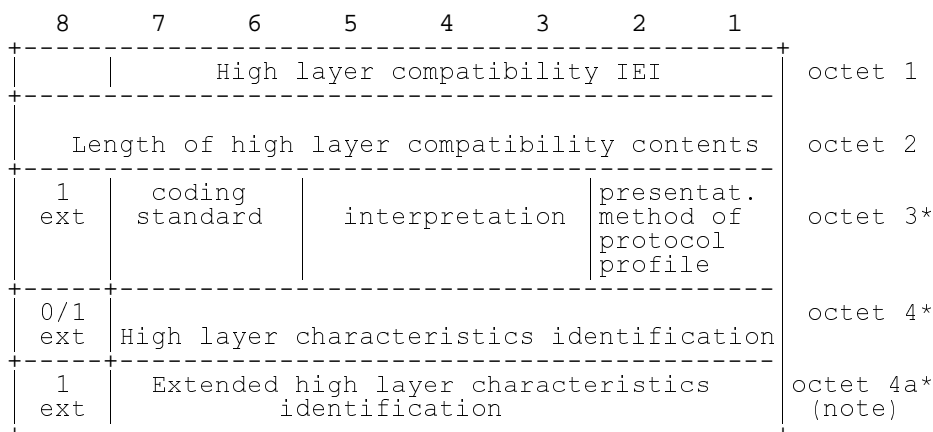 8 7 6 5 4 3 2 1
High layer compatibility IEI octet 1
Length of high layer compatibility contents octet 2
1 coding presentat.
ext standard interpretation method of octet 3*
protocol
profile
0/1 octet 4*
ext High layer characteristics identification
1 Extended high layer characteristics octet 4a*
ext identification (note)